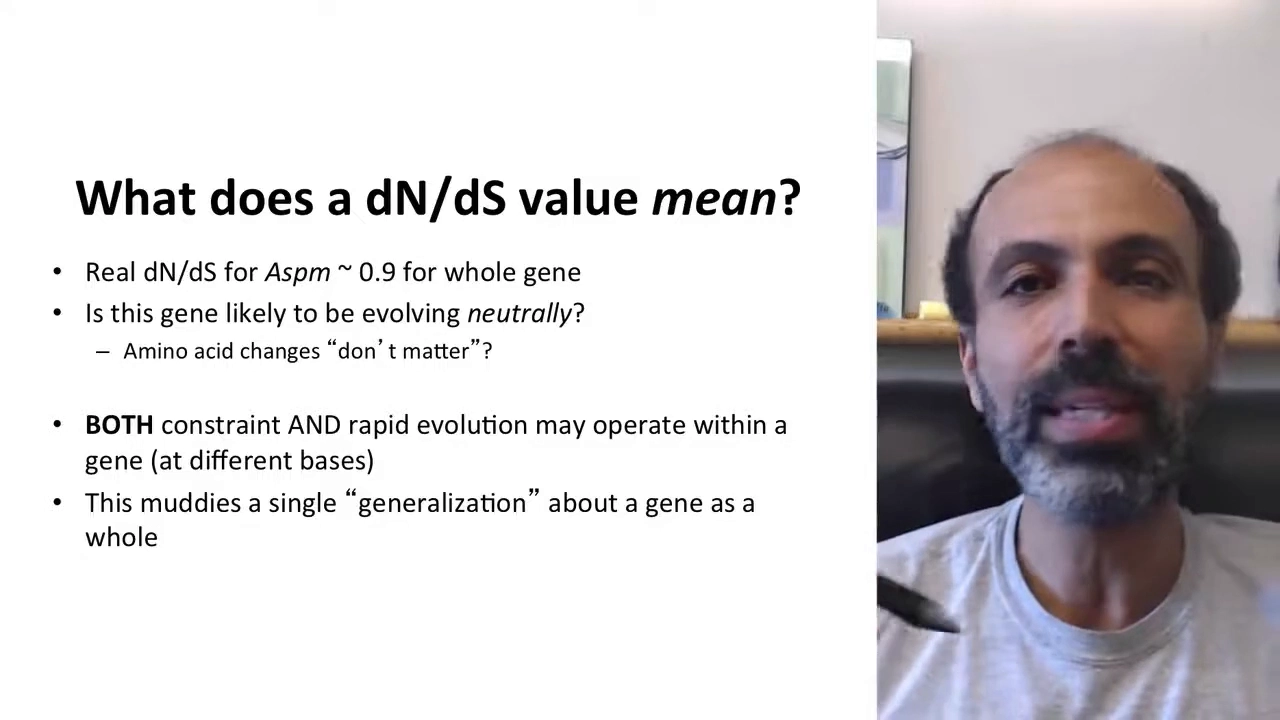 What does a dN/dS value mean?
• Real dN/dS for Aspm ~ 0.9 for whole gene
• Is this gene likely to be evolving neutrally?
– Amino acid changes “don’t matter”?
• BOTH constraint AND rapid evolution may operate within a
gene (at different bases)
• This muddies a single “generalization” about a gene as a
whole